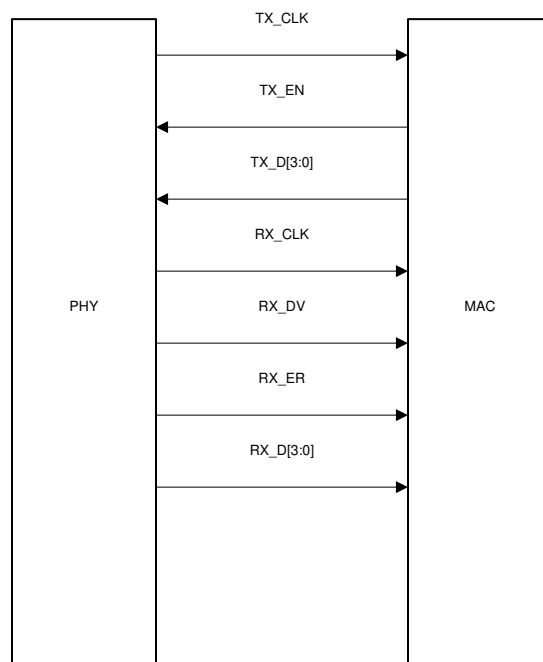 TX_CLK
TX_EN
TX_D[3:0]
RX_CLK
PHY
RX_DV
MAC
RX_ER
RX_D[3:0]